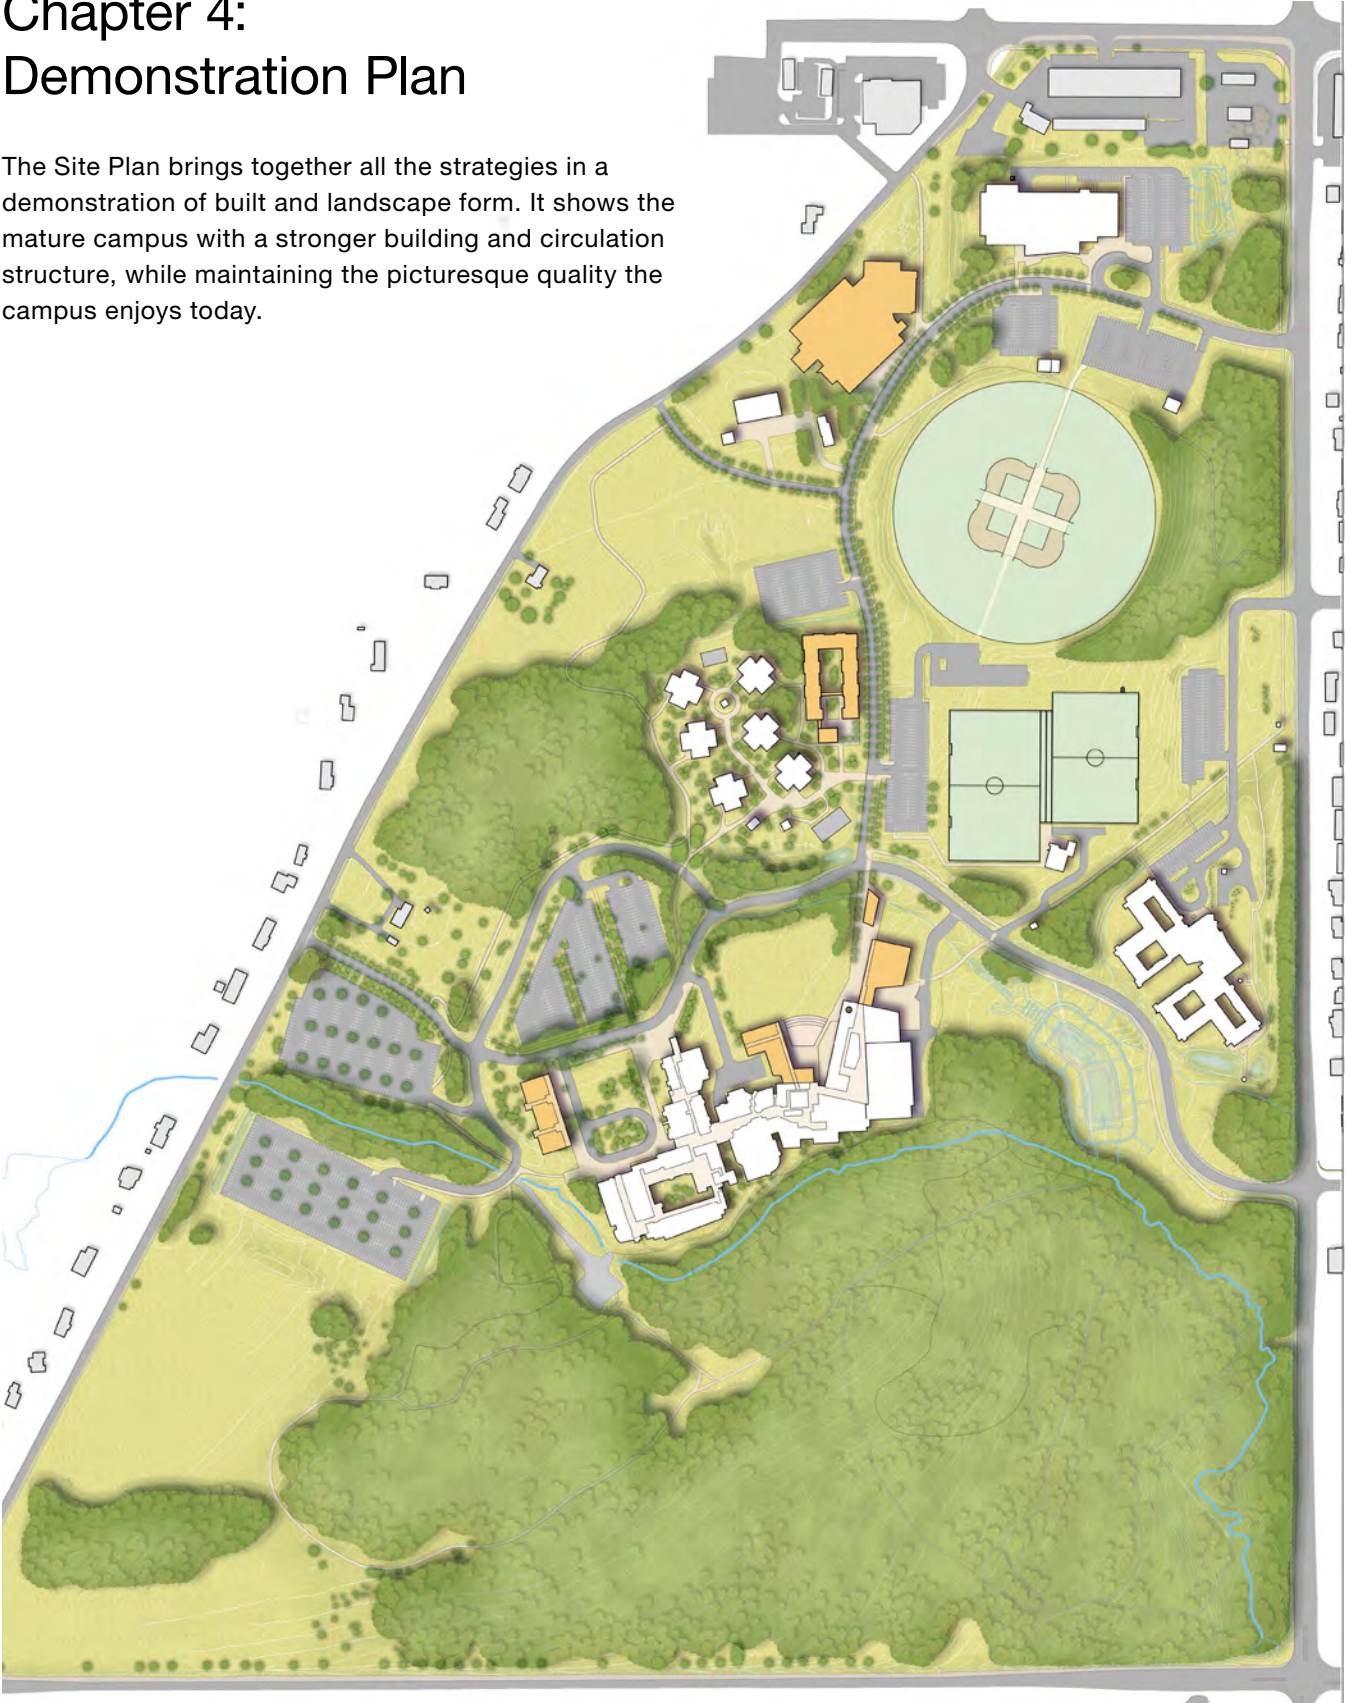 Chapter 4:
Demonstration Plan
The Site Plan brings together all the strategies in a
demonstration of built and landscape form. It shows the
mature campus with a stronger building and circulation
structure, while maintaining the picturesque quality the
campus enjoys today.